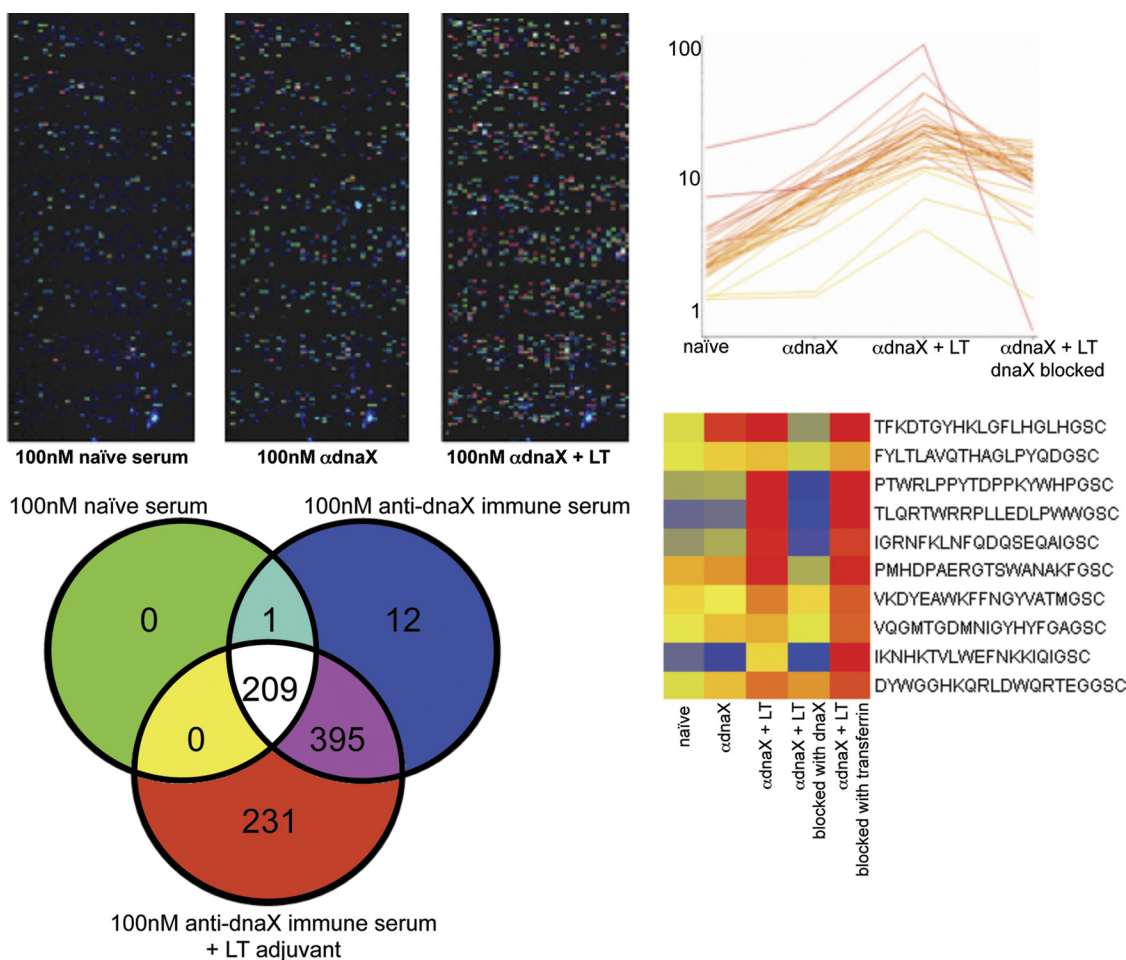 100nM naïve serum
100nM αdnaX
100nM αdnaX + LT
100
10
1
naïve
αdnaX
αdnaX + LT
αdnaX + LT
dnaX blocked
100nM naïve serum
100nM anti-dnaX immune serum
0
1
12
209
0
395
231
100nM anti-dnaX immune serum
+ LT adjuvant
TFKDTGYHKLGFLHGLHGSC
FYLTLAVQTHAGLPYQDGSC
PTWRLPPYTDPPKYWHPGSC
TLQRTWRRPLLEDLPWWGSC
IGRNFKLNFQDQSEQAIGSC
PMHDPAERGTSWANAKFGSC
VKDYEAWKFFNGYVATMGSC
VQGMTGDMNIGYHYFGAGSC
IKNHKTVLWEFNKKIQIGSC
DYWGGHKQRLDWQRTEGGSC
naïve
αdnaX
αdnaX + LT
αdnaX + LT
blocked with dnaX
αdnaX + LT
blocked with transferrin